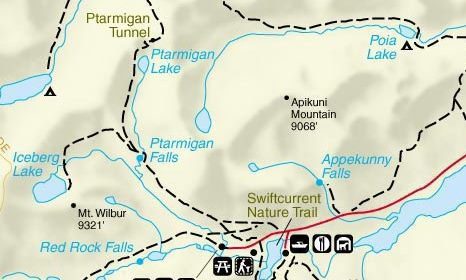 Ptarmigan
Tunnel
Ptarmigan
Lake
Poia
Lake
Apikuni
Mountain
9068'
Ptarmigan
Falls
Iceberg
Lake
Appekunny
Falls
Swiftcurrent
Nature Trail
Mt. Wilbur
9321'
Red Rock Falls
DE